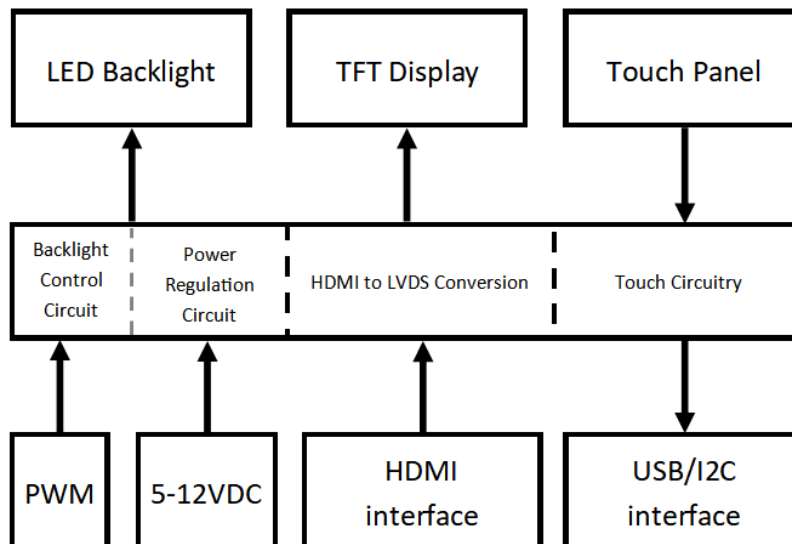 LED Backlight
TFT Display
Touch Panel
Backlight
Control
Circuit
Power
Regulation
Circuit
HDMI to LVDS Conversion
Touch Circuitry
PWM
5-12VDC
HDMI
interface
USB/I2C
interface